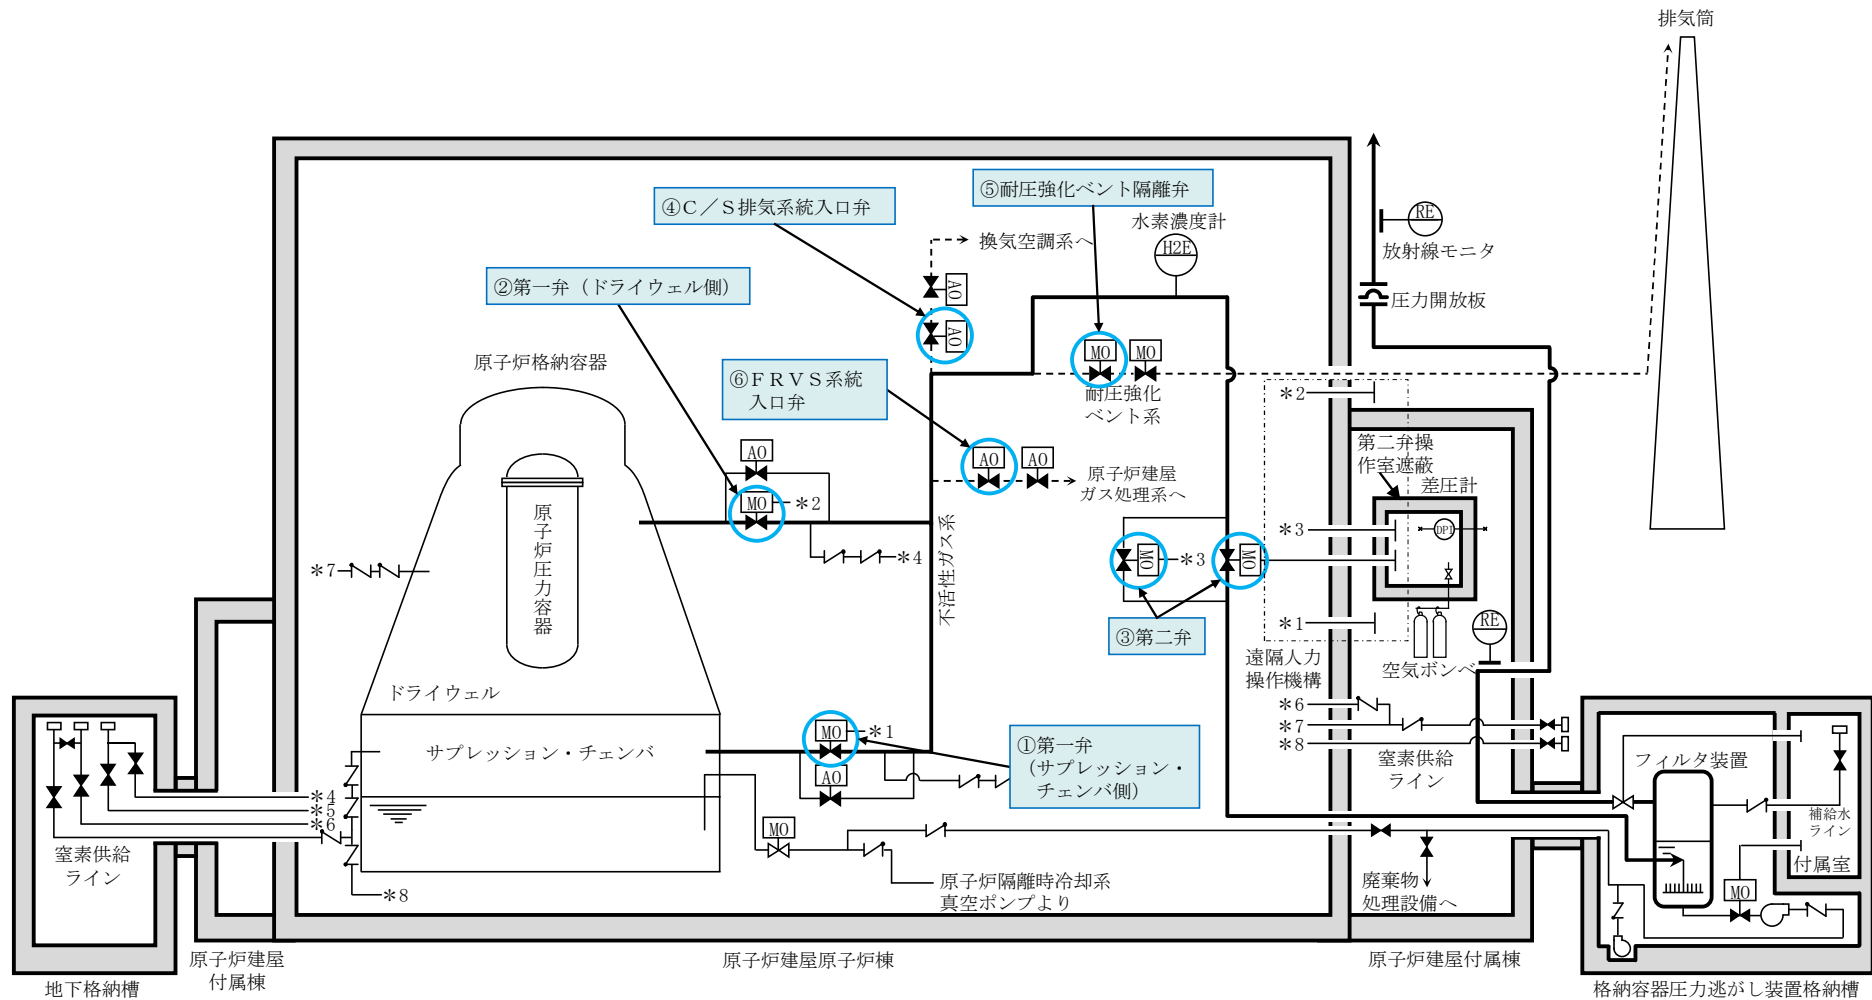 排気筒
⑤耐圧強化ベント隔離弁
④Ｃ／Ｓ排気系統入口弁
水素濃度計
H2E
RE
放射線モニタ
換気空調系へ
②第一弁（ドライウェル側）
AO
圧力開放板
AO
原子炉格納容器
MO
MO
⑥ＦＲＶＳ系統
入口弁
耐圧強化
ベント系
＊2
第二弁操
作室遮蔽
AO
AO
AO
原子炉建屋
ガス処理系へ
差圧計
MO
＊2
原子炉圧力容器
不活性ガス系
＊3
DPI
＊4
MO
＊3
MO
＊7
＊1
RE
③第二弁
遠隔人力
操作機構
空気ボンベ
ドライウェル
＊6
＊7
＊8
MO
＊1
①第一弁
（サプレッション・
チェンバ側）
サプレッション・チェンバ
AO
窒素供給
ライン
フィルタ装置
＊4
＊5
＊6
MO
補給水
ライン
窒素供給
ライン
付属室
原子炉隔離時冷却系
真空ポンプより
廃棄物
処理設備へ
MO
＊8
原子炉建屋
付属棟
原子炉建屋原子炉棟
原子炉建屋付属棟
地下格納槽
格納容器圧力逃がし装置格納槽